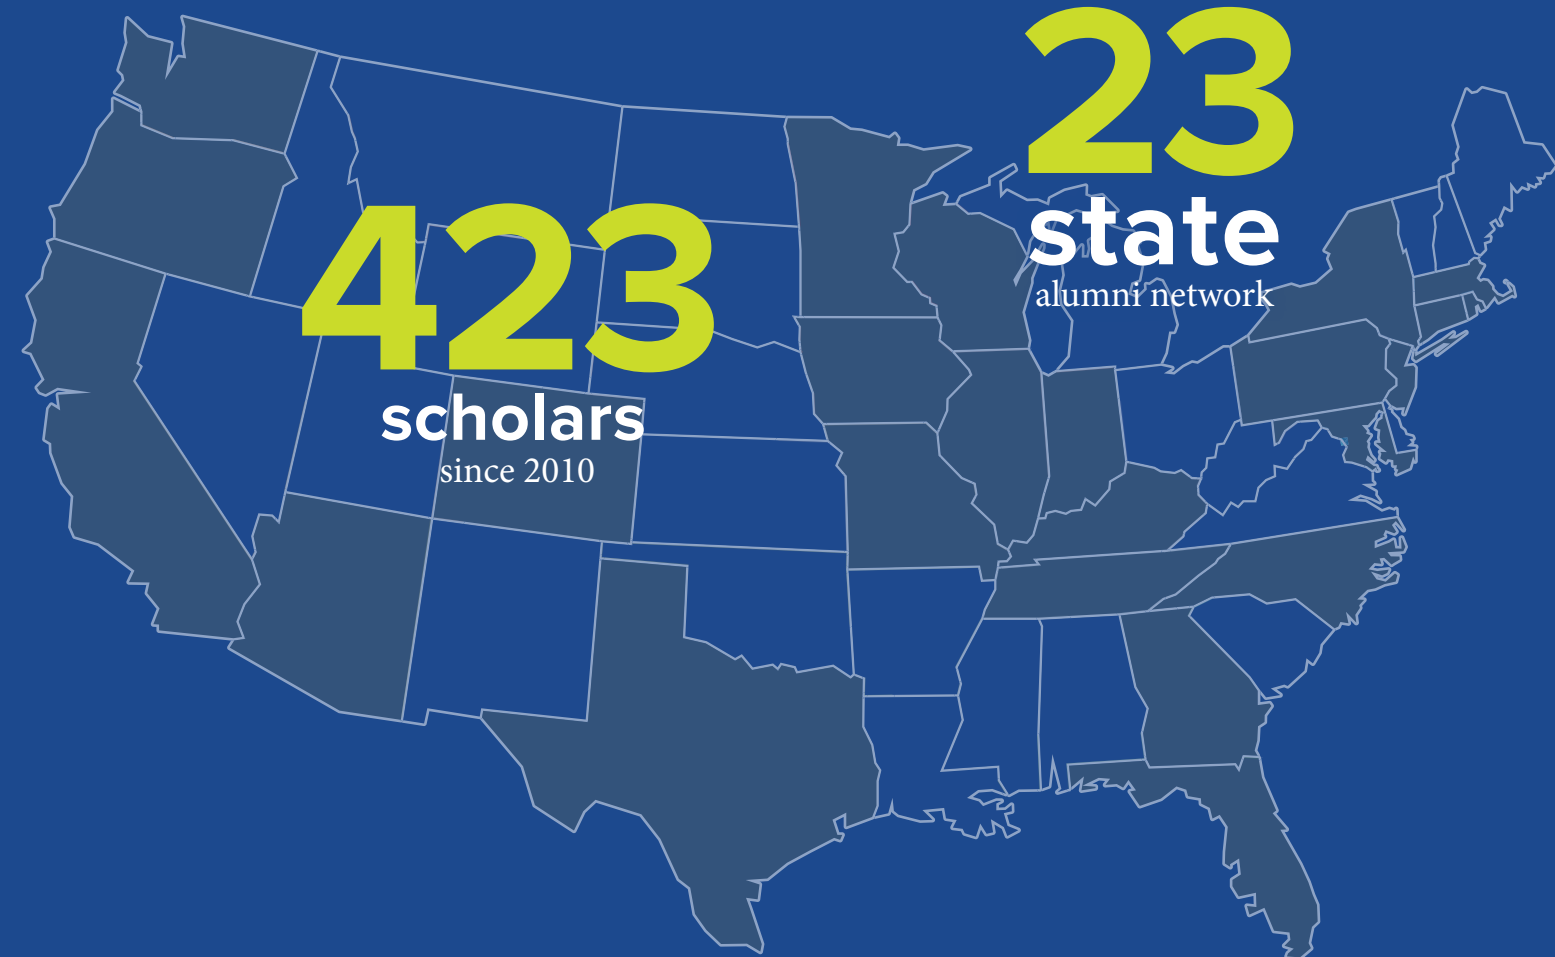 423
scholars
since 2010
23
state
alumni network